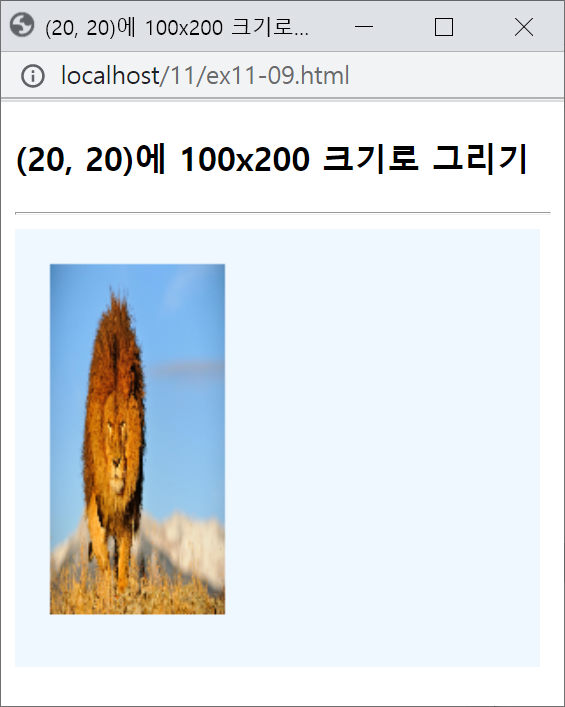 (20, 20)에 100x200 크기로...
localhost/11/ex11-09.html
(20, 20)에 100x200 크기로 그리기